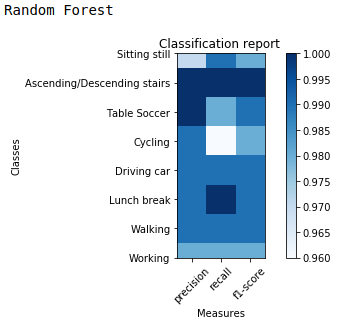 Random Forest
Classification report
Sitting still
Ascending/Descending stairs
Table Soccer
Cycling
Driving car
Lunch break
Walking
Working
Classes
precision
recall
f1-score
Measures
1.000
0.995
0.990
0.985
0.980
0.975
0.970
0.965
0.960